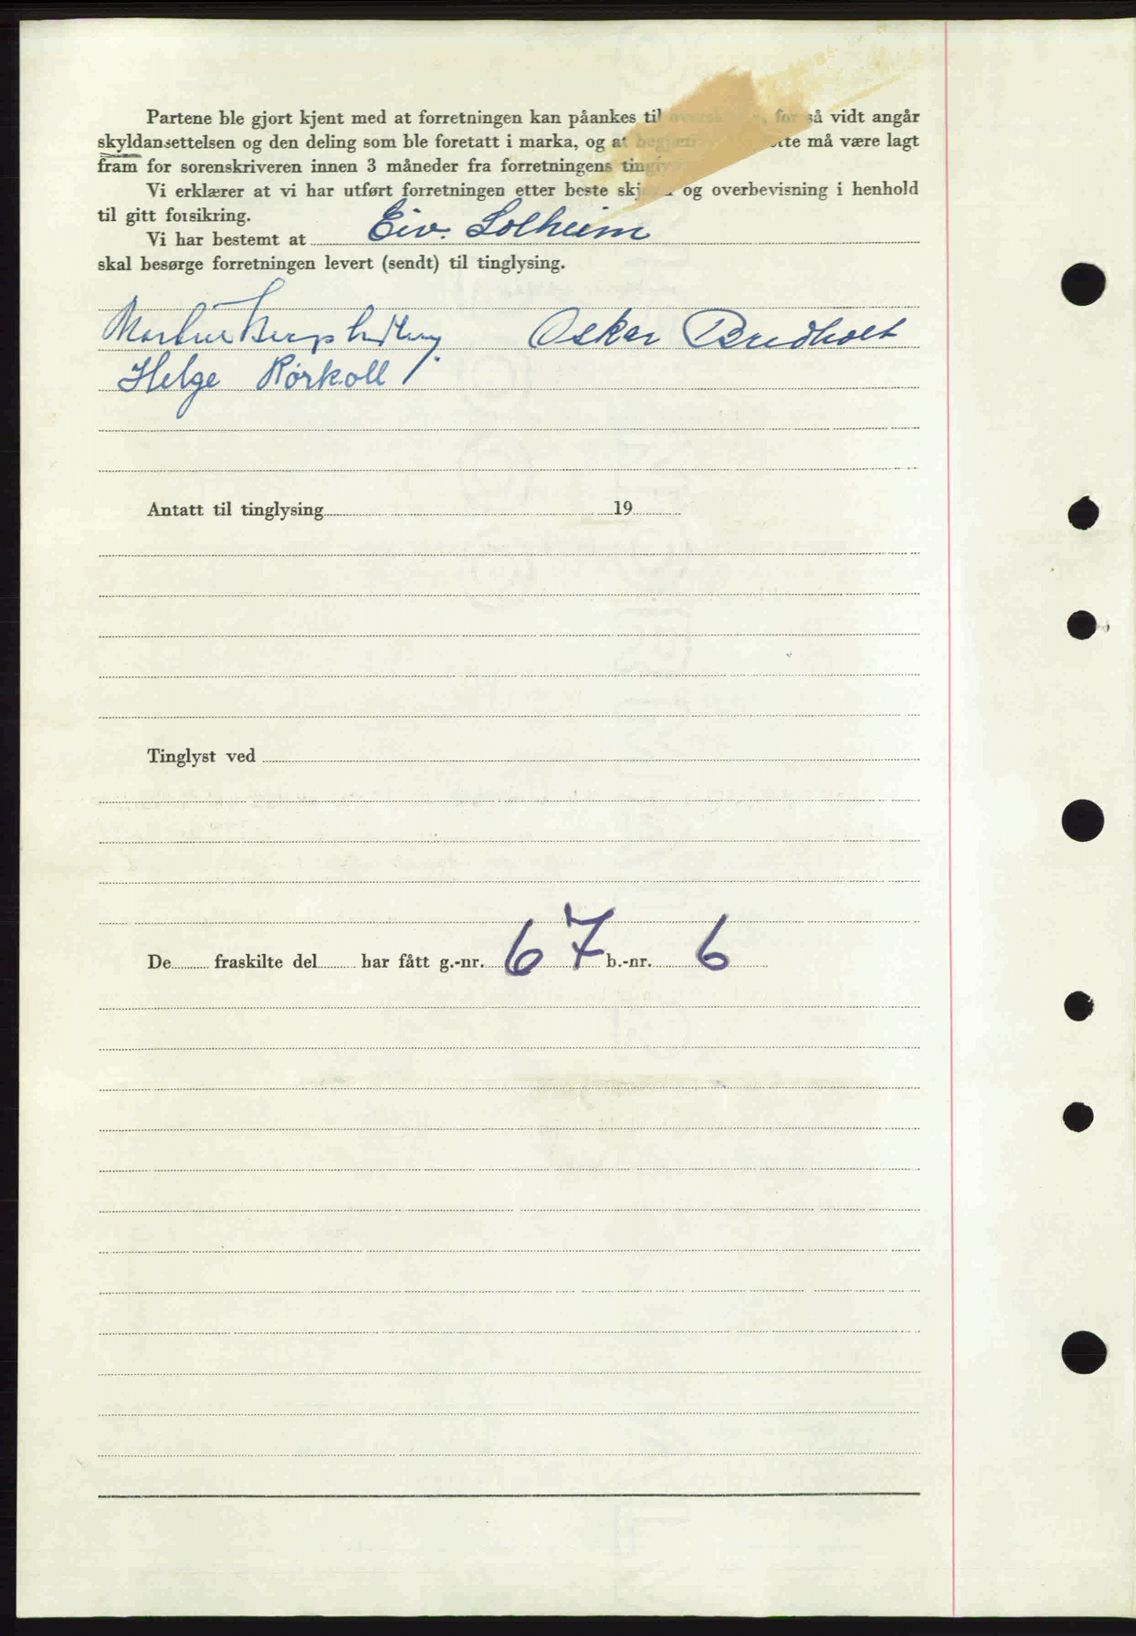 Partene ble gjort kjent med at forretningen kan påankes til for så vidt angår
skyldansettelsen og den deling som ble foretatt i marka, og at må være lagt
fram for sorenskriveren innen 3 måneder fra forretningens
Vi erklærer at vi har utført forretningen etter beste og overbevisning i henhold
til gitt forsikring.
Vi har bestemt at Eiv. Solheim
skal besørge forretningen levert (sendt) til tinglysing.
Oskar Bredholt
Helge Rörkoll
Antatt til tinglysing 19
Tinglyst ved
De fraskilte del har fått g.-nr. 67 b.-nr. 6